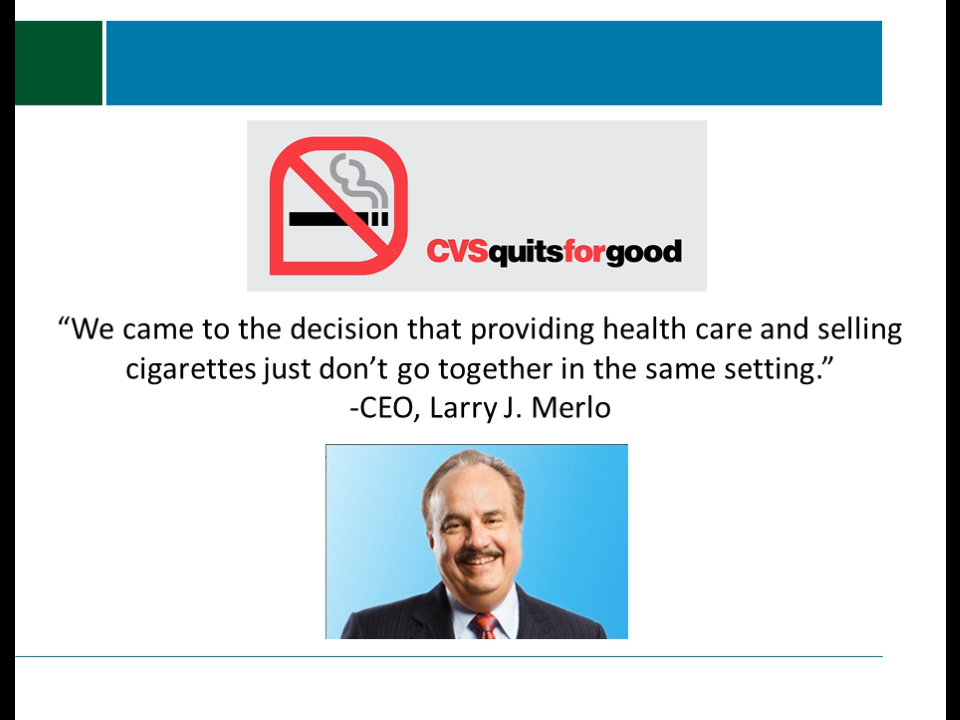 CVSquitsforgood
“We came to the decision that providing health care and selling
cigarettes just don’t go together in the same setting.”
-CEO, Larry J. Merlo